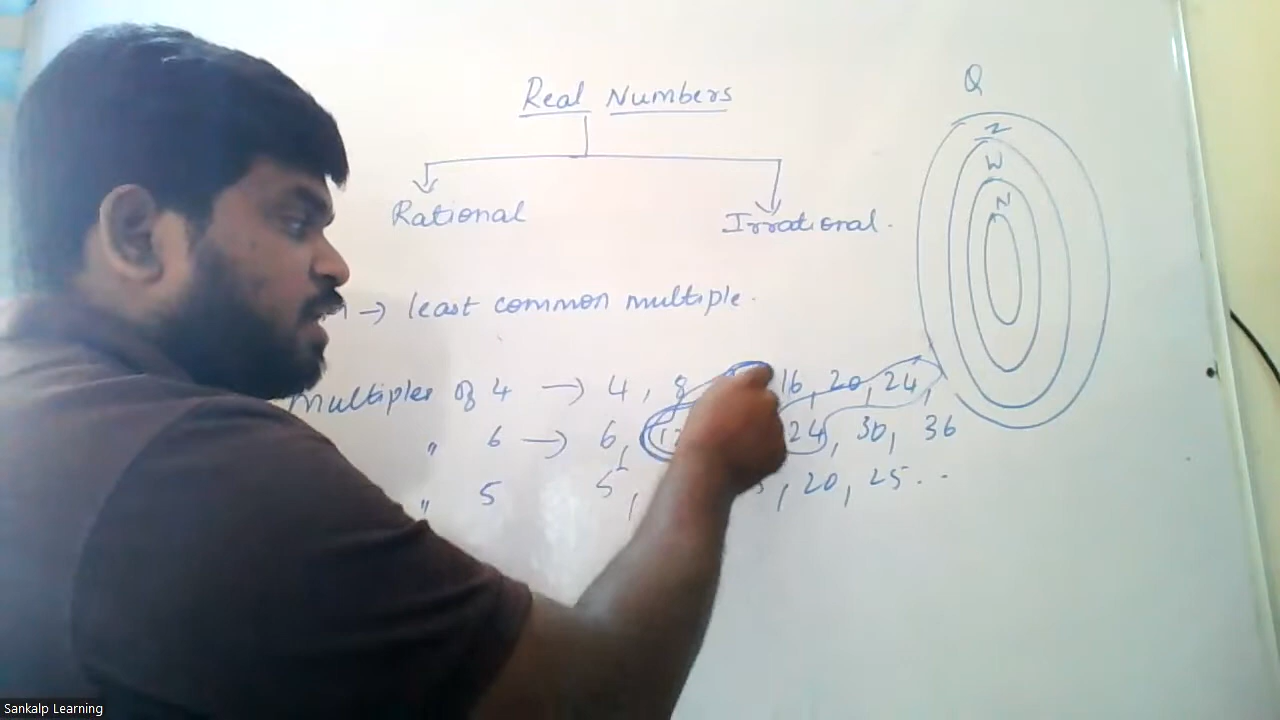 Real Numbers
Q
Z
W
N
Rational
Irrational.
→ least common multiple.
Multiples of 4 → 4, 8 16, 20, 24,
" 6 → 6, 12 24, 30, 36
" 5 5, , 20, 25...
Sankalp Learning